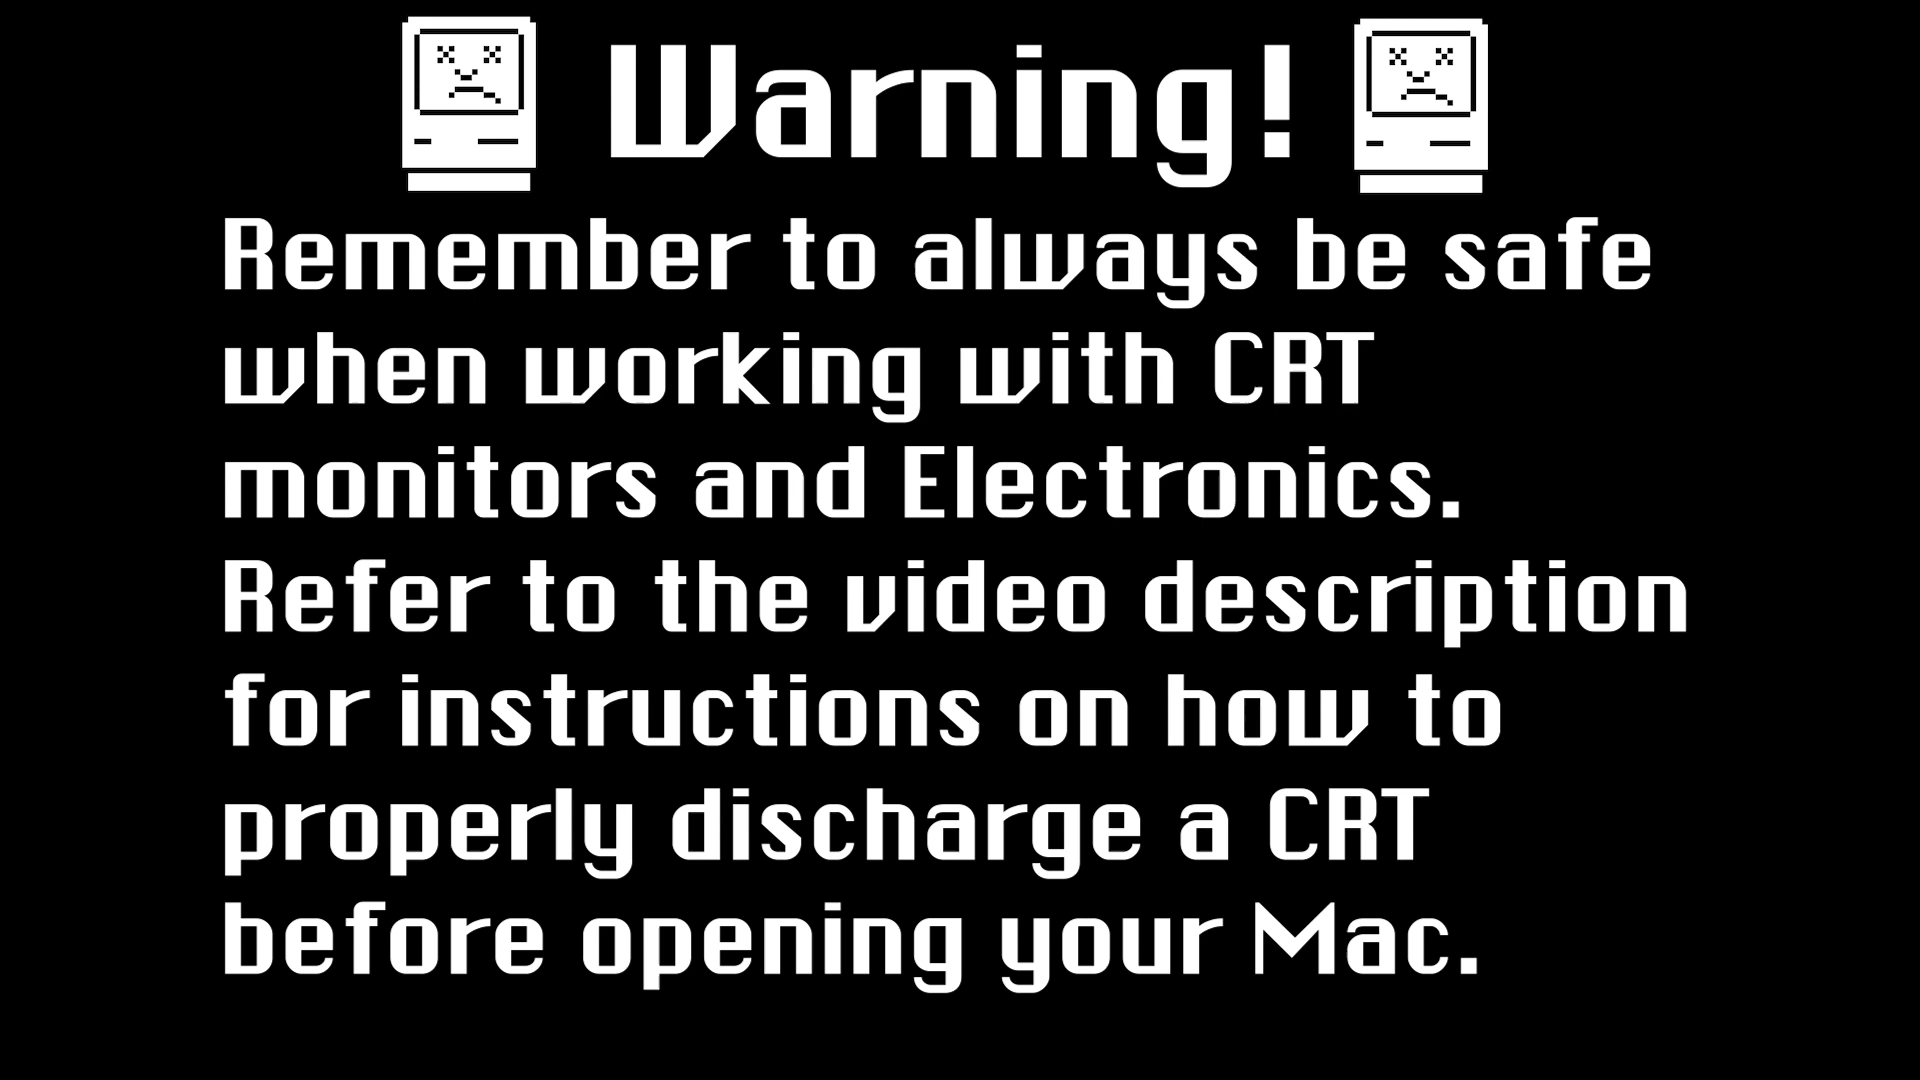 Warning!
Remember to always be safe
when working with CRT
monitors and Electronics.
Refer to the video description
for instructions on how to
properly discharge a CRT
before opening your Mac.